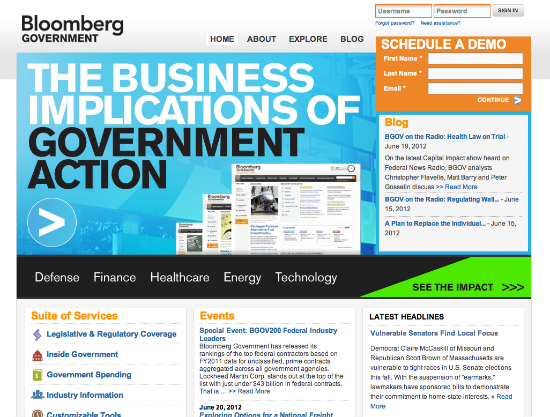 Bloomberg
GOVERNMENT
Username
Password
SIGN IN
Forgot password?
Need assistance?
HOME
ABOUT
EXPLORE
BLOG
THE BUSINESS
IMPLICATIONS OF
GOVERNMENT
ACTION
SCHEDULE A DEMO
First Name *
Last Name *
Email *
CONTINUE >
Blog
BGOV on the Radio: Health Law on Trial -
June 19, 2012
On the latest Capital Impact show heard on
Federal News Radio, BGOV analysts
Christopher Flavelle, Matt Barry and Peter
Gosselin discuss >> Read More
BGOV on the Radio: Regulating Wall... - June
15, 2012
A Plan to Replace the Individual... - June 15,
2012
Defense
Finance
Healthcare
Energy
Technology
SEE THE IMPACT >>>
Suite of Services
Legislative & Regulatory Coverage
Inside Government
Government Spending
Industry Information
Customizable Tools
Events
Special Event: BGOV200 Federal Industry
Leaders
Bloomberg Government has released its
rankings of the top federal contractors based on
FY2011 data for unclassified, prime contracts
aggregated across all government agencies.
Lockheed Martin Corp. stands out at the top of the
list with just under $43 billion in federal contracts.
That is ... >> Read More
June 20, 2012
Exploring Options for a National Freight
LATEST HEADLINES
Vulnerable Senators Find Local Focus
Democrat Claire McCaskill of Missouri and
Republican Scott Brown of Massachusetts are
vulnerable to tight races in U.S. Senate elections
this fall. With the suspension of "earmarks,"
lawmakers have sponsored bills to demonstrate
their commitment to home-state interests. >> Read
More